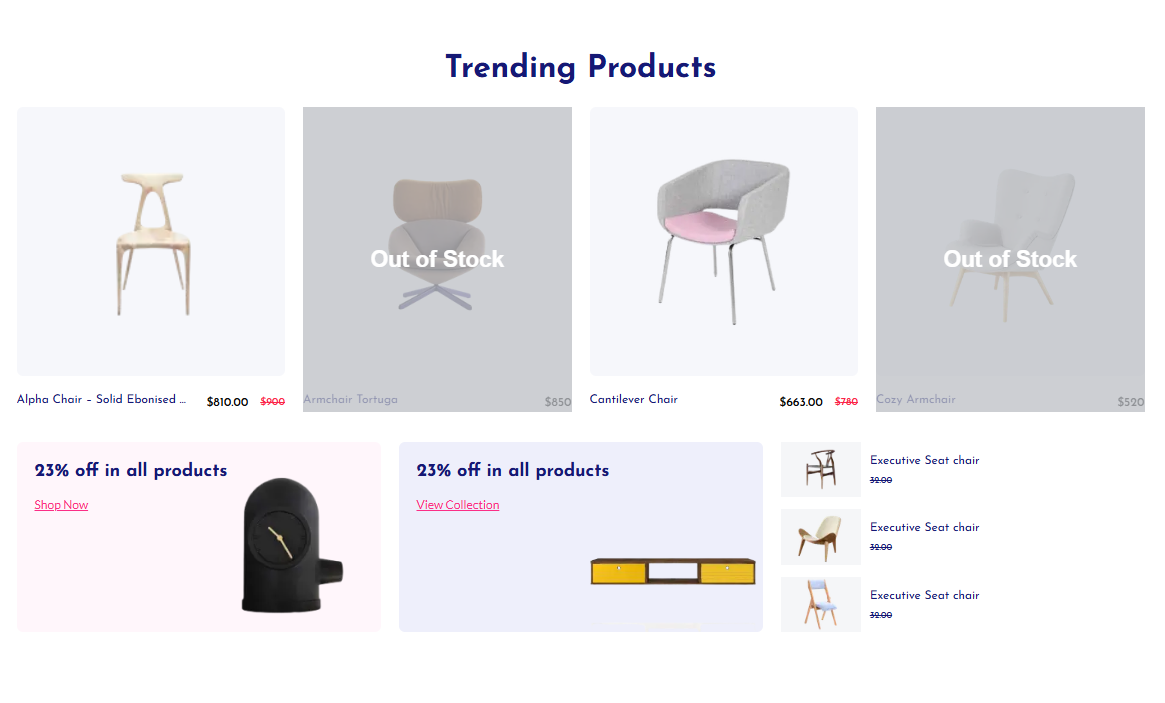 Trending Products
Out of Stock
Out of Stock
Alpha Chair – Solid Ebonised ... $810.00 $900
Armchair Tortuga $850
Cantilever Chair $663.00 $780
Cozy Armchair $520
23% off in all products
Shop Now
23% off in all products
View Collection
Executive Seat chair
32.00
Executive Seat chair
32.00
Executive Seat chair
32.00